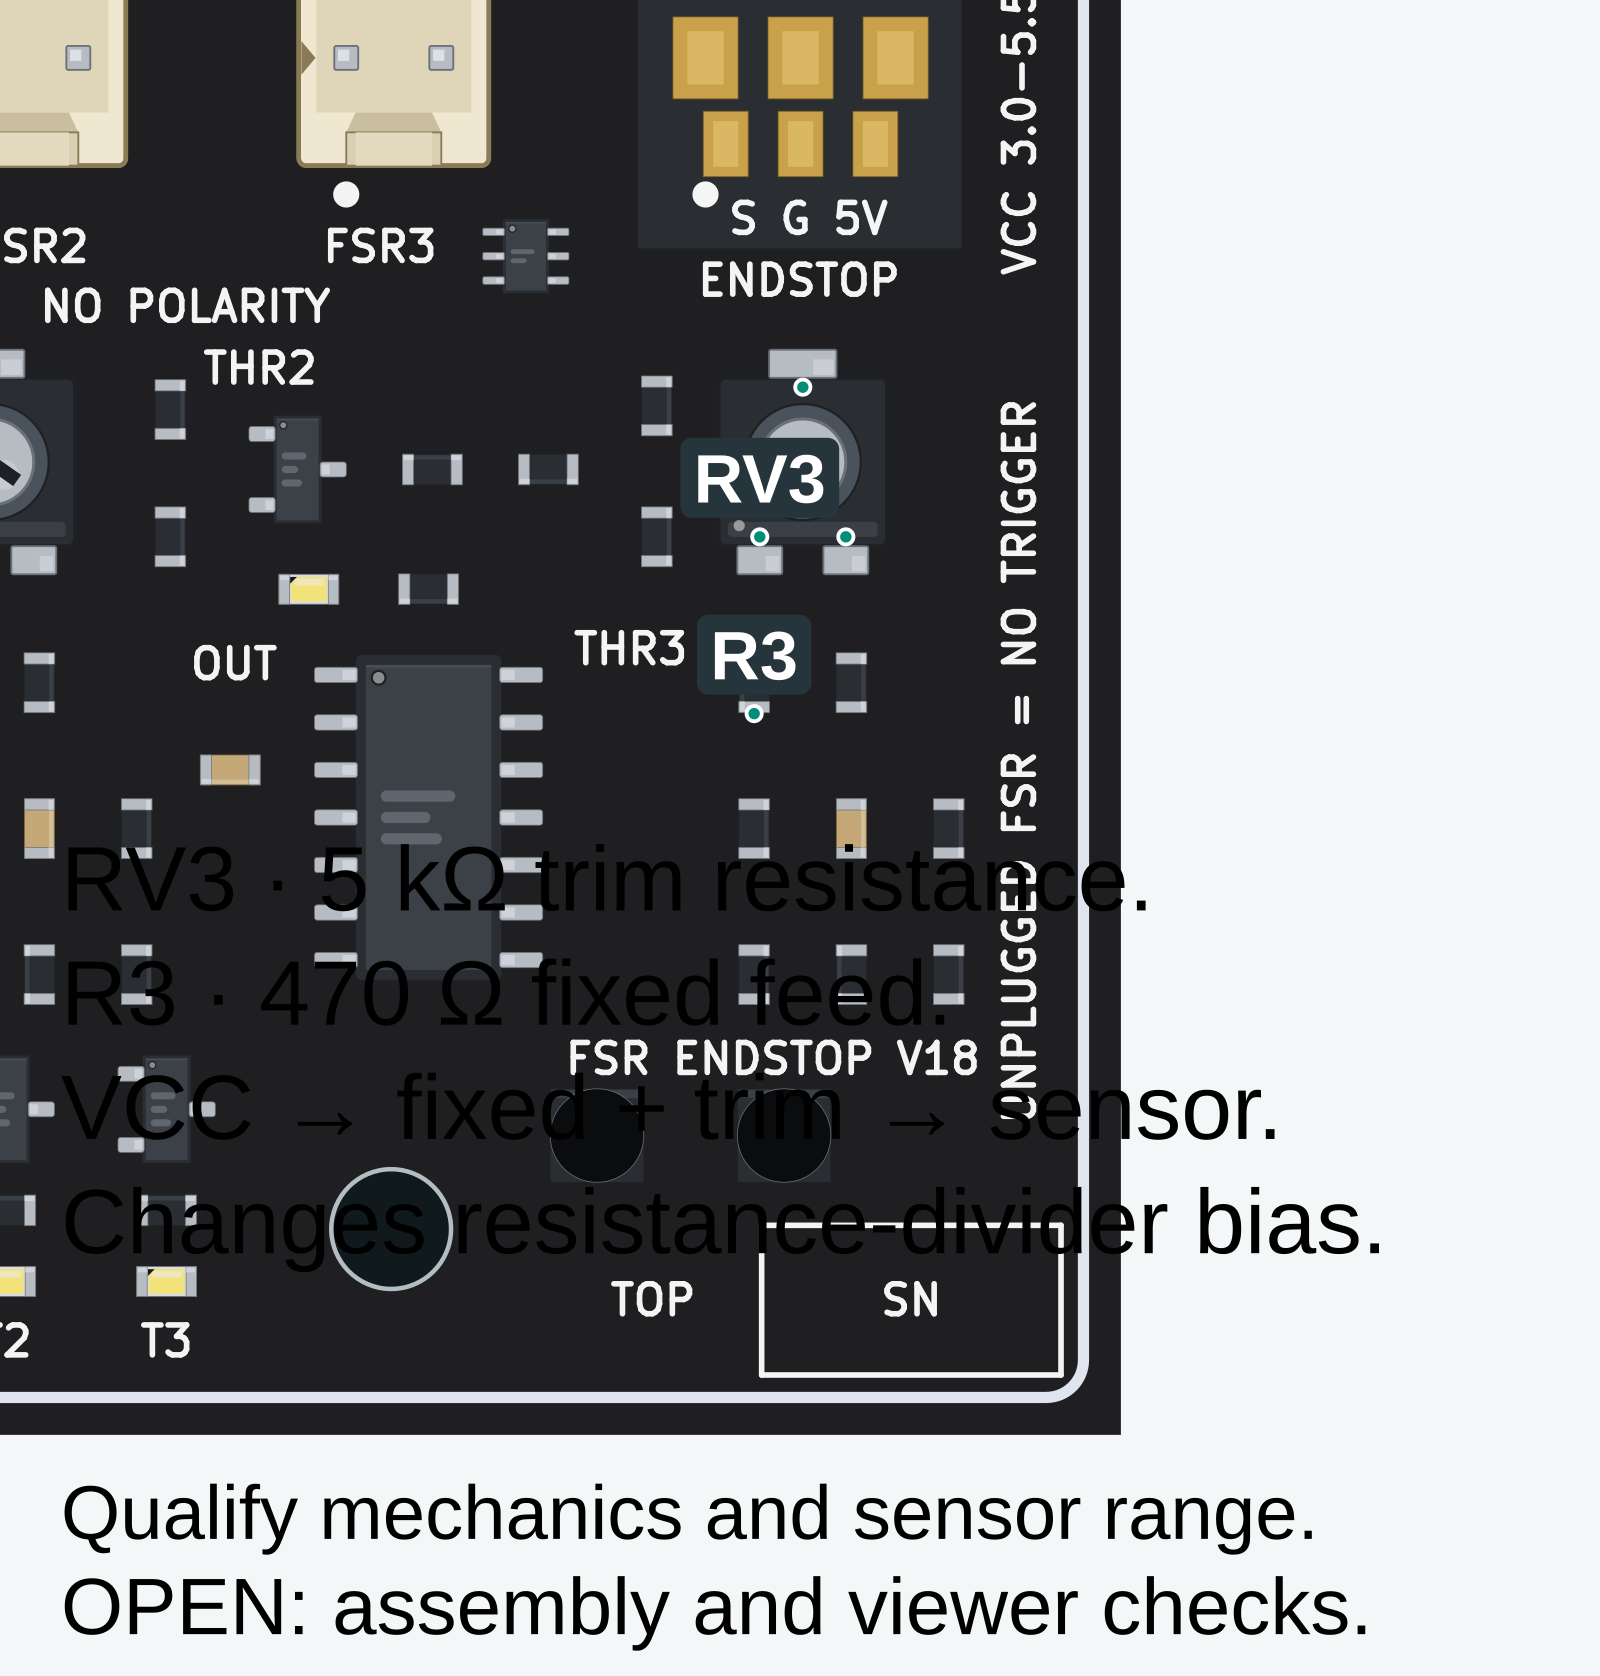 VCC 3.0–5.5
S G 5V
SR2
FSR3
ENDSTOP
NO POLARITY
THR2
RV3
UNPLUGGED FSR = NO TRIGGER
OUT
THR3
R3
RV3 · 5 kΩ trim resistance.
R3 · 470 Ω fixed feed.
FSR ENDSTOP V18
VCC → fixed + trim → sensor.
Changes resistance-divider bias.
TOP
SN
2
T3
Qualify mechanics and sensor range.
OPEN: assembly and viewer checks.